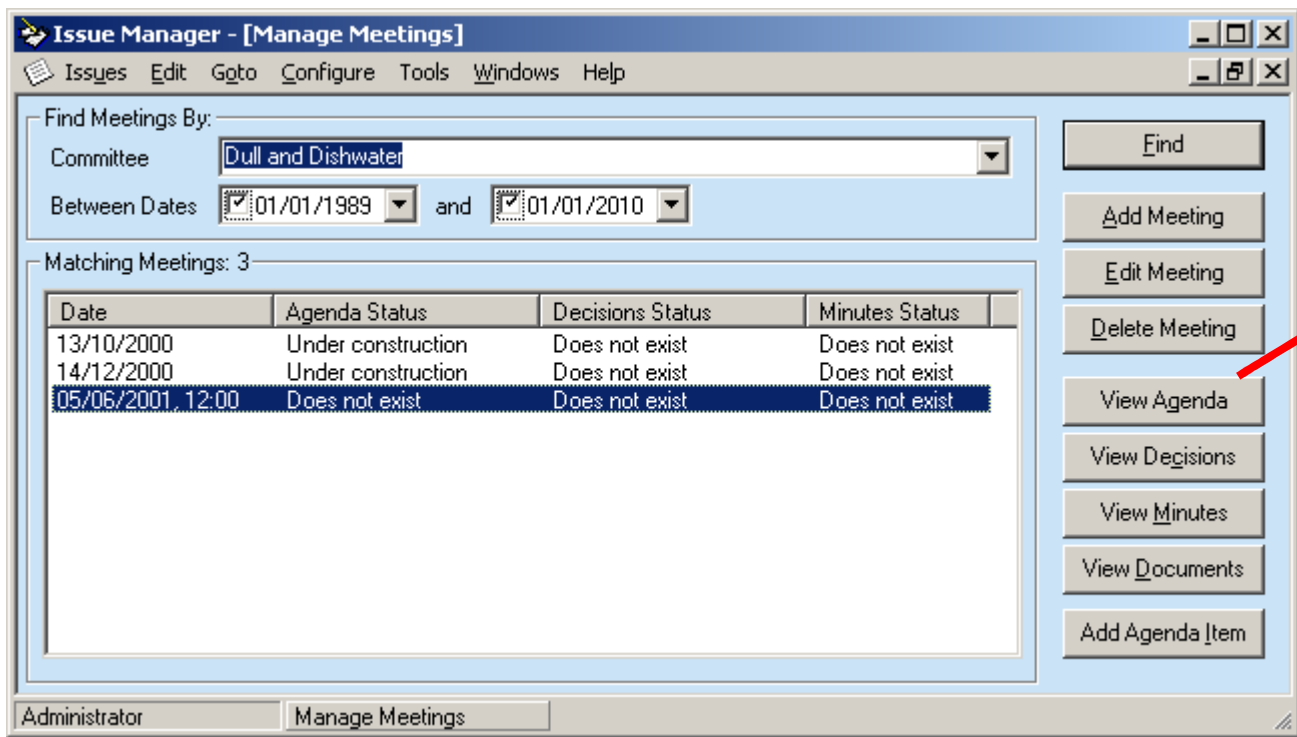 Issue Manager - [Manage Meetings]
Issues Edit Goto Configure Tools Windows Help
Find Meetings By:
Committee Dull and Dishwater
Between Dates 01/01/1989 and 01/01/2010
Matching Meetings: 3
Date Agenda Status Decisions Status Minutes Status
13/10/2000 Under construction Does not exist Does not exist
14/12/2000 Under construction Does not exist Does not exist
05/06/2001, 12:00 Does not exist Does not exist Does not exist
Find
Add Meeting
Edit Meeting
Delete Meeting
View Agenda
View Decisions
View Minutes
View Documents
Add Agenda Item
Administrator Manage Meetings